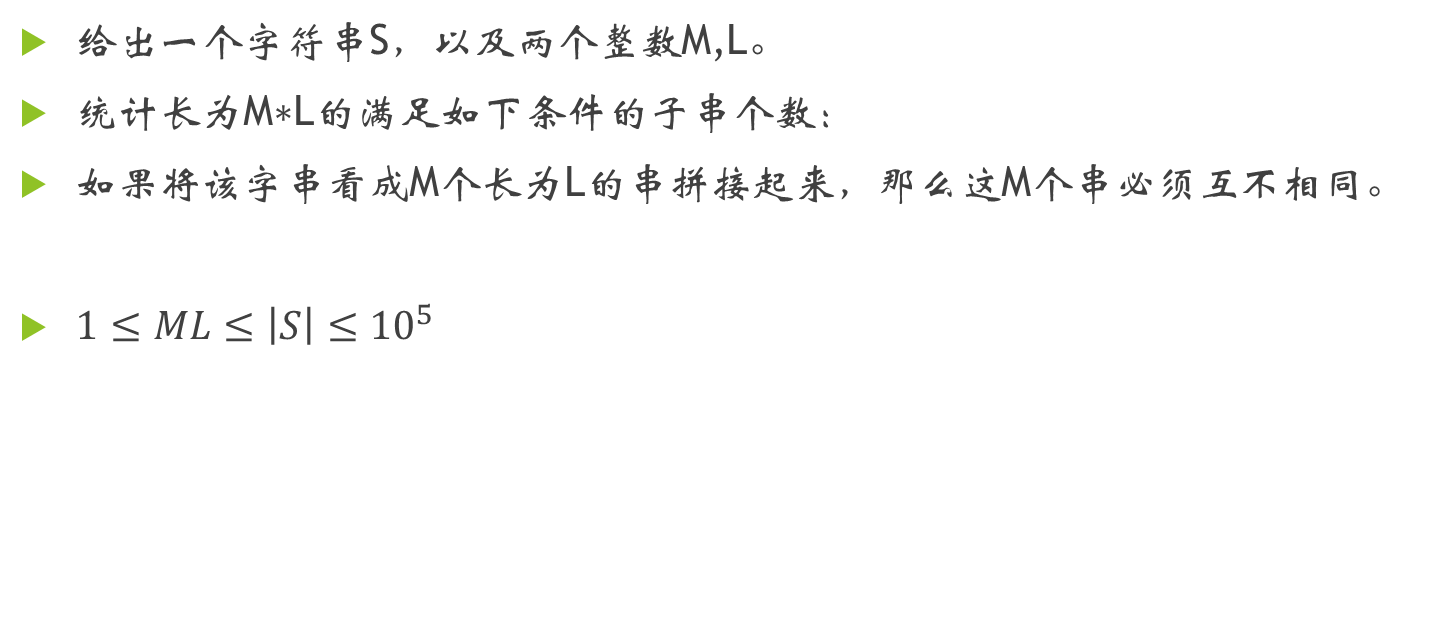 给出一个字符串S，以及两个整数M,L。
统计长为M*L的满足如下条件的子串个数：
如果将该字串看成M个长为L的串拼接起来，那么这M个串必须互不相同。
1 ≤ ML ≤ |S| ≤ 10⁵